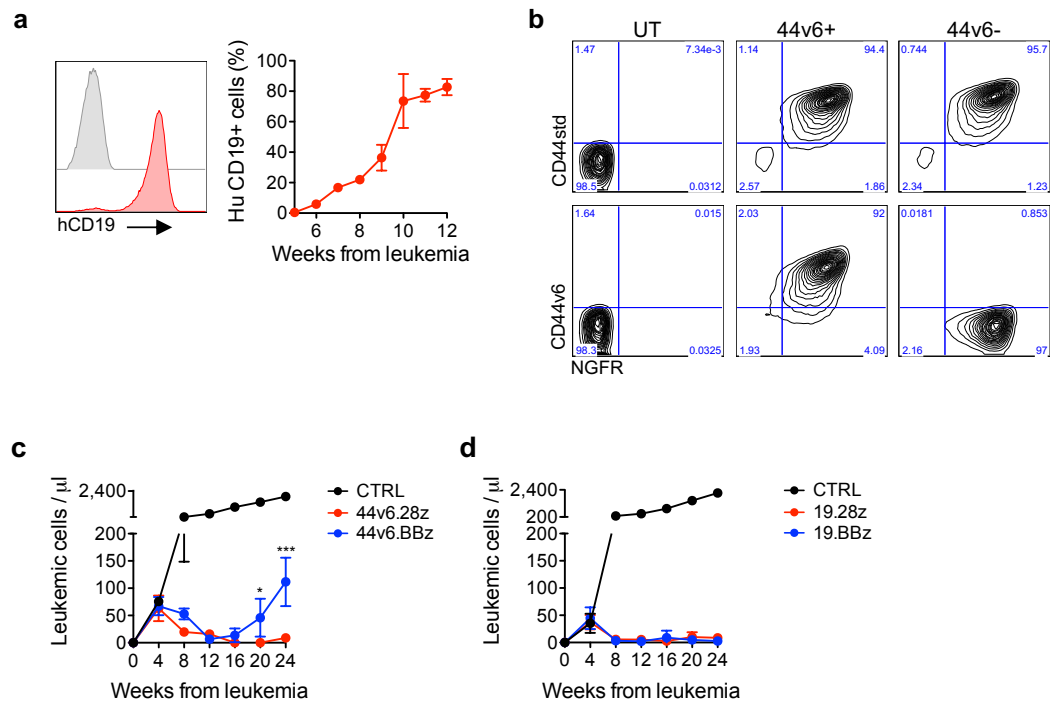 a
hCD19
Hu CD19+ cells (%)
100
80
60
40
20
0
6 8 10 12
Weeks from leukemia
b
UT 44v6+ 44v6-
CD44std
1.47 7.34e-3
98.5 0.0312
1.14 94.4
2.57 1.86
0.744 95.7
2.34 1.23
CD44v6
1.64 0.015
98.3 0.0325
2.03 92
1.93 4.09
0.0181 0.853
2.16 97
NGFR
c
Leukemic cells / µl
2,400
200
200
150
100
50
0
0 4 8 12 16 20 24
Weeks from leukemia
* ***
CTRL
44v6.28z
44v6.BBz
d
Leukemic cells / µl
2,400
200
200
150
100
50
0
0 4 8 12 16 20 24
Weeks from leukemia
CTRL
19.28z
19.BBz